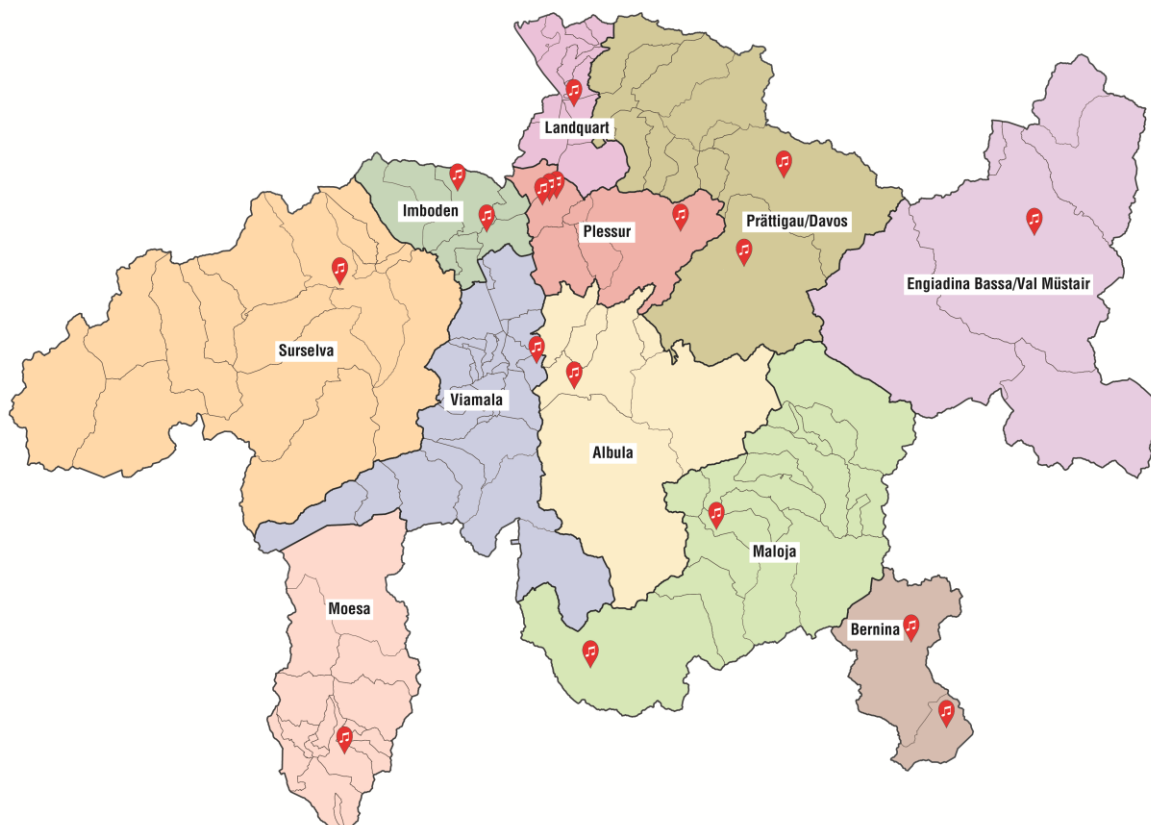 Landquart
Imboden
Plessur
Prättigau/Davos
Engiadina Bassa/Val Müstair
Surselva
Viamala
Albula
Maloja
Moesa
Bernina